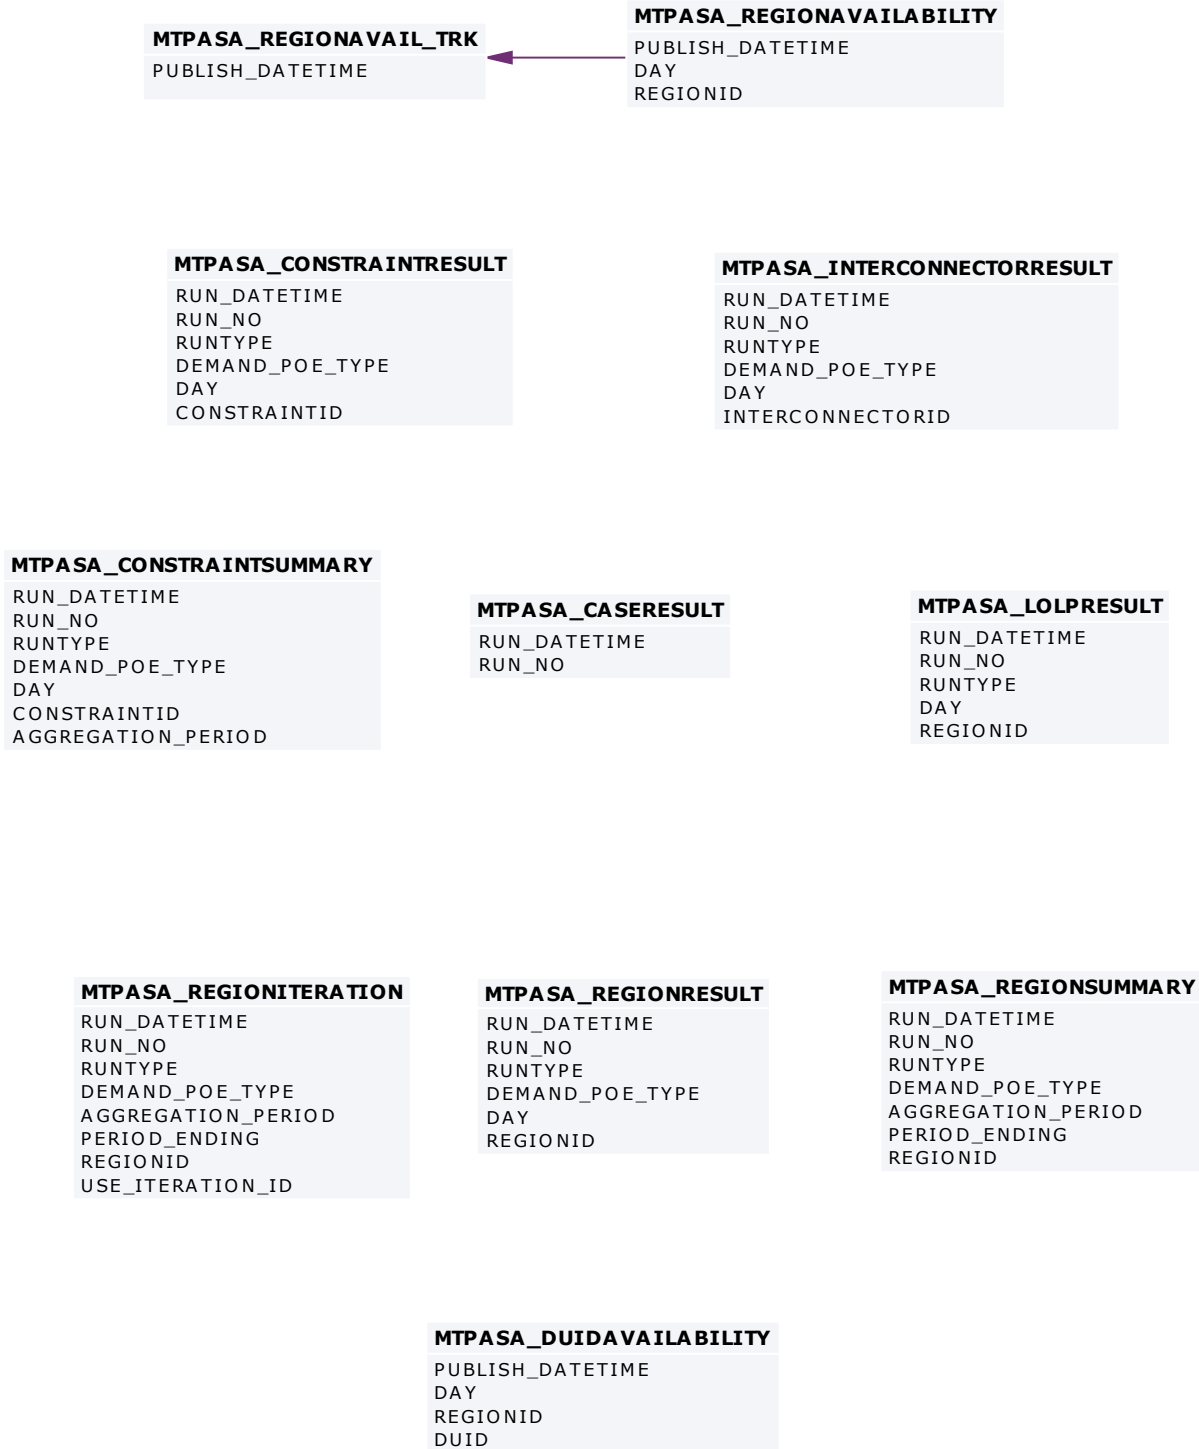 MTPASA_REGIONAVAIL_TRK
PUBLISH_DATETIME
MTPASA_REGIONAVAILABILITY
PUBLISH_DATETIME
DAY
REGIONID
MTPASA_CONSTRAINTRESULT
RUN_DATETIME
RUN_NO
RUNTYPE
DEMAND_POE_TYPE
DAY
CONSTRAINTID
MTPASA_INTERCONNECTORRESULT
RUN_DATETIME
RUN_NO
RUNTYPE
DEMAND_POE_TYPE
DAY
INTERCONNECTORID
MTPASA_CONSTRAINTSUMMARY
RUN_DATETIME
RUN_NO
RUNTYPE
DEMAND_POE_TYPE
DAY
CONSTRAINTID
AGGREGATION_PERIOD
MTPASA_CASERESULT
RUN_DATETIME
RUN_NO
MTPASA_LOLPRESULT
RUN_DATETIME
RUN_NO
RUNTYPE
DAY
REGIONID
MTPASA_REGIONITERATION
RUN_DATETIME
RUN_NO
RUNTYPE
DEMAND_POE_TYPE
AGGREGATION_PERIOD
PERIOD_ENDING
REGIONID
USE_ITERATION_ID
MTPASA_REGIONRESULT
RUN_DATETIME
RUN_NO
RUNTYPE
DEMAND_POE_TYPE
DAY
REGIONID
MTPASA_REGIONSUMMARY
RUN_DATETIME
RUN_NO
RUNTYPE
DEMAND_POE_TYPE
AGGREGATION_PERIOD
PERIOD_ENDING
REGIONID
MTPASA_DUIDAVAILABILITY
PUBLISH_DATETIME
DAY
REGIONID
DUID